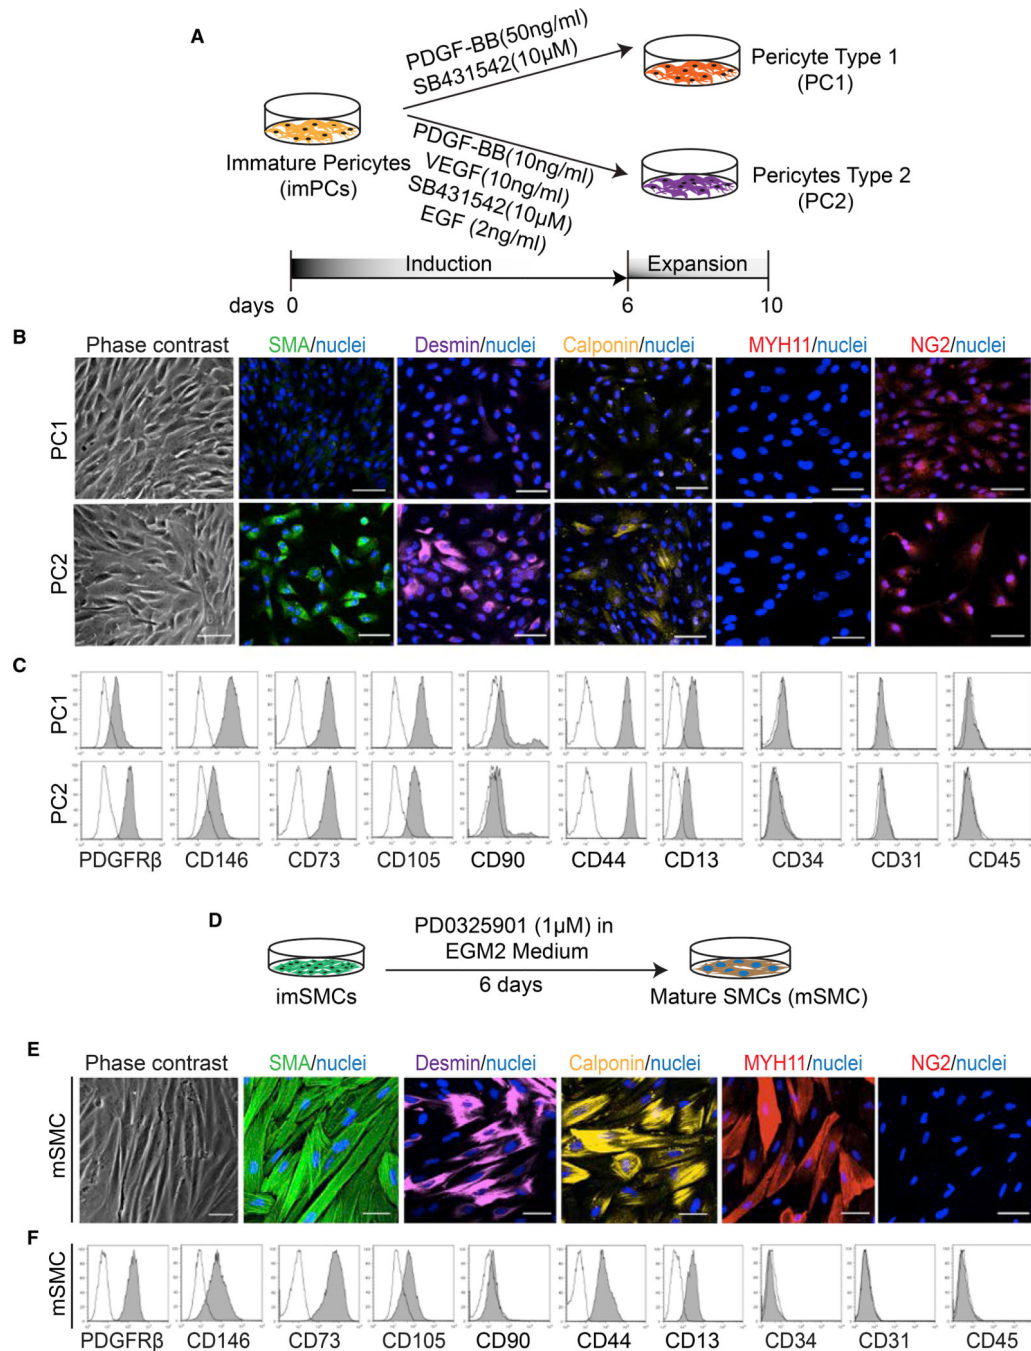 A
PDGF-BB(50ng/ml)
SB431542(10µM)
Pericyte Type 1
(PC1)
Immature Pericytes
(imPCs)
PDGF-BB(10ng/ml)
VEGF(10ng/ml)
SB431542(10µM)
EGF (2ng/ml)
Pericytes Type 2
(PC2)
Induction
Expansion
days 0 6 10
B
Phase contrast SMA/nuclei Desmin/nuclei Calponin/nuclei MYH11/nuclei NG2/nuclei
PC1
PC2
C
PC1
PC2
PDGFRβ CD146 CD73 CD105 CD90 CD44 CD13 CD34 CD31 CD45
D
PD0325901 (1µM) in
EGM2 Medium
6 days
imSMCs
Mature SMCs (mSMC)
E
Phase contrast SMA/nuclei Desmin/nuclei Calponin/nuclei MYH11/nuclei NG2/nuclei
mSMC
F
mSMC
PDGFRβ CD146 CD73 CD105 CD90 CD44 CD13 CD34 CD31 CD45